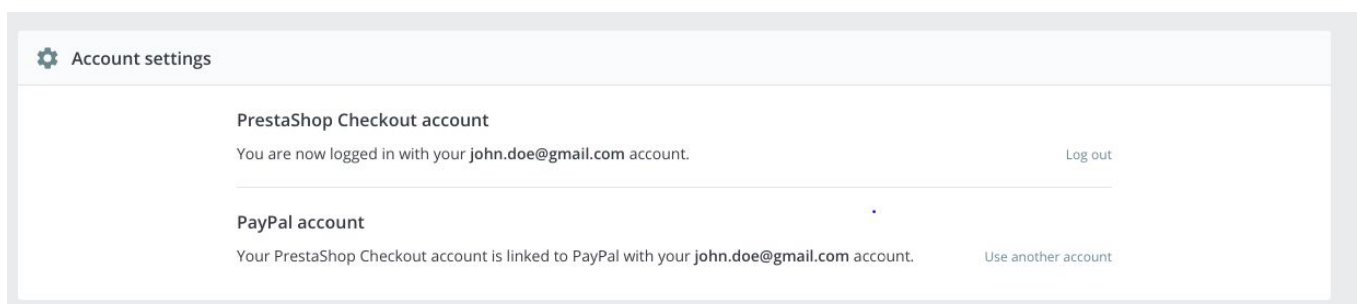 Account settings
PrestaShop Checkout account
You are now logged in with your john.doe@gmail.com account.
Log out
PayPal account
Your PrestaShop Checkout account is linked to PayPal with your john.doe@gmail.com account.
Use another account